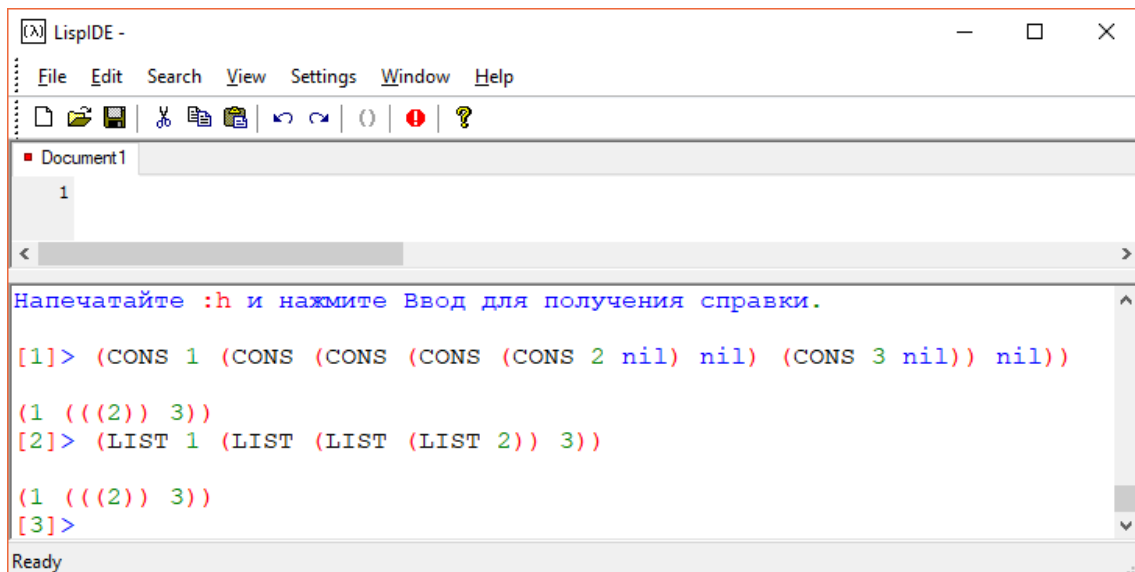 (λ) LispIDE -
File Edit Search View Settings Window Help
Document1
1
Напечатайте :h и нажмите Ввод для получения справки.
[1]> (CONS 1 (CONS (CONS (CONS (CONS 2 nil) nil) (CONS 3 nil)) nil))
(1 (((2)) 3))
[2]> (LIST 1 (LIST (LIST (LIST 2)) 3))
(1 (((2)) 3))
[3]>
Ready